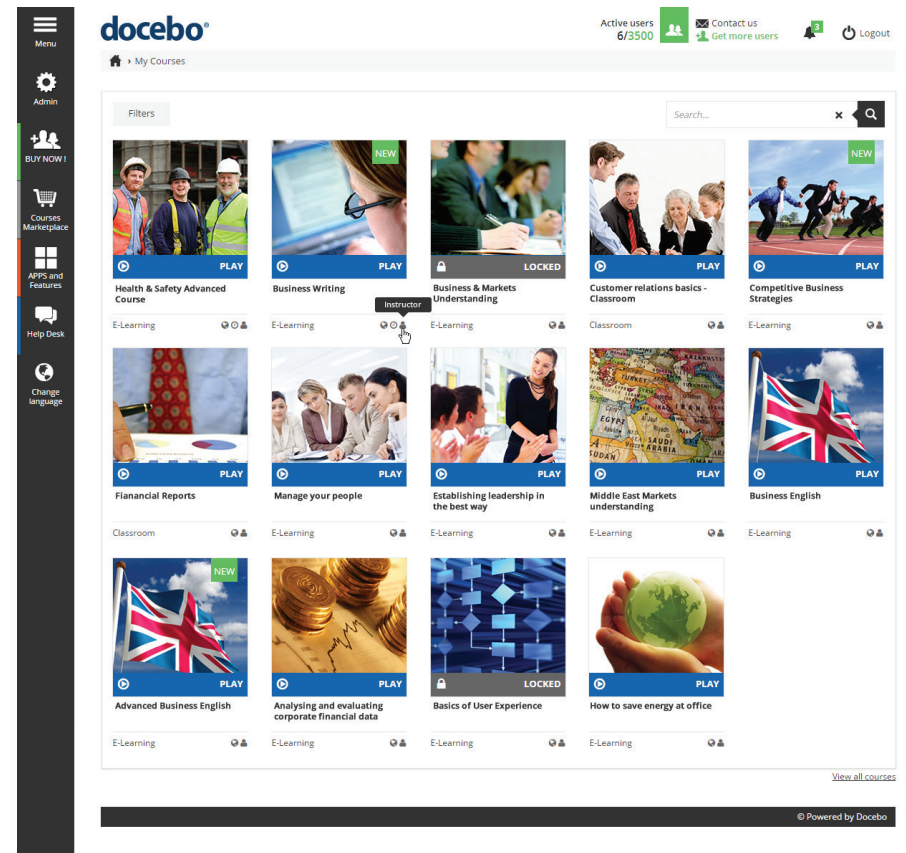 Menu
Admin
BUY NOW !
Courses
Marketplace
APPS and
Features
Help Desk
Change
language
docebo®
Active users
6/3500
Contact us
Get more users
3
Logout
› My Courses
Filters
Search...
NEW
NEW
PLAY
PLAY
LOCKED
PLAY
PLAY
Health & Safety Advanced
Course
Business Writing
Business & Markets
Understanding
Customer relations basics -
Classroom
Competitive Business
Strategies
Instructor
E-Learning
E-Learning
E-Learning
Classroom
E-Learning
TURKEY
EGYPT
SAUDI
ARABIA
SUDAN
IRAN
PLAY
PLAY
PLAY
PLAY
PLAY
Fianancial Reports
Manage your people
Establishing leadership in
the best way
Middle East Markets
understanding
Business English
Classroom
E-Learning
E-Learning
E-Learning
E-Learning
NEW
PLAY
PLAY
LOCKED
PLAY
Advanced Business English
Analysing and evaluating
corporate financial data
Basics of User Experience
How to save energy at office
E-Learning
E-Learning
E-Learning
E-Learning
View all courses
© Powered by Docebo